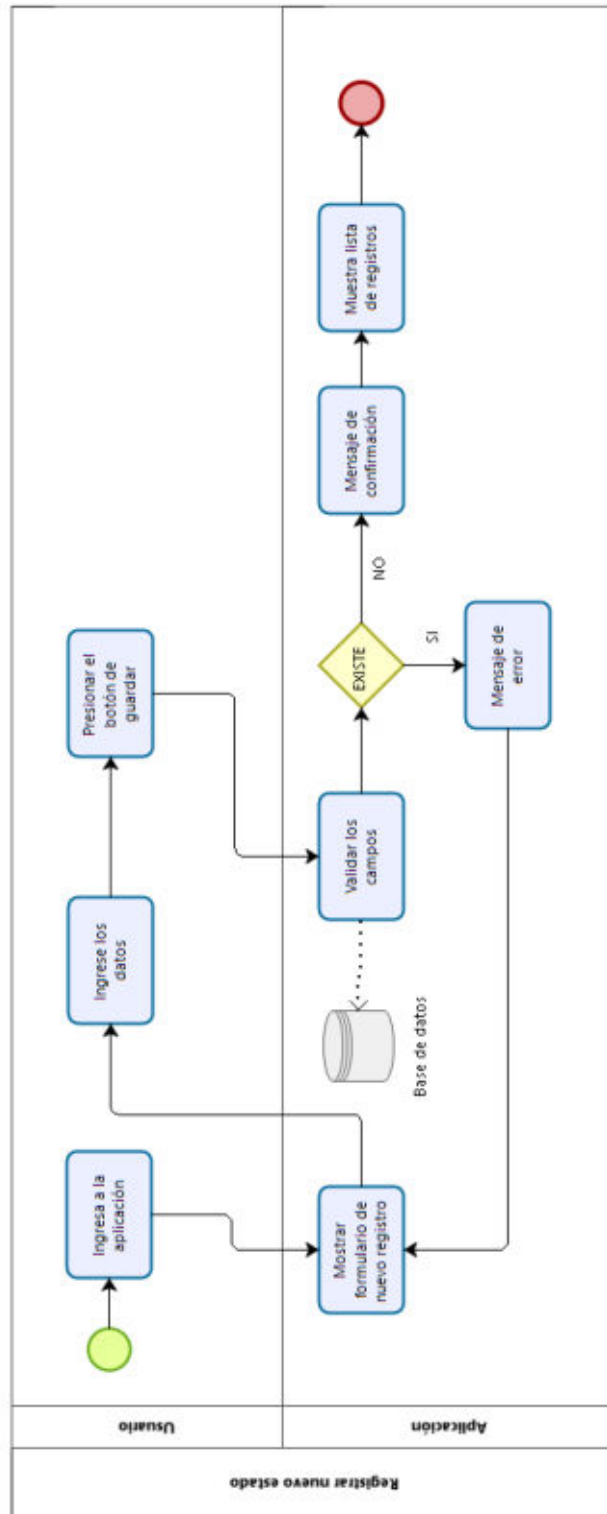 Registrar nuevo estado
Usuario
Ingresa a la
aplicación
Ingrese los
datos
Presionar el
botón de
guardar
Aplicación
Mostrar
formulario de
nuevo registro
Base de datos
Validar los
campos
EXISTE
NO
SI
Mensaje de
error
Mensaje de
confirmación
Muestra lista
de registros